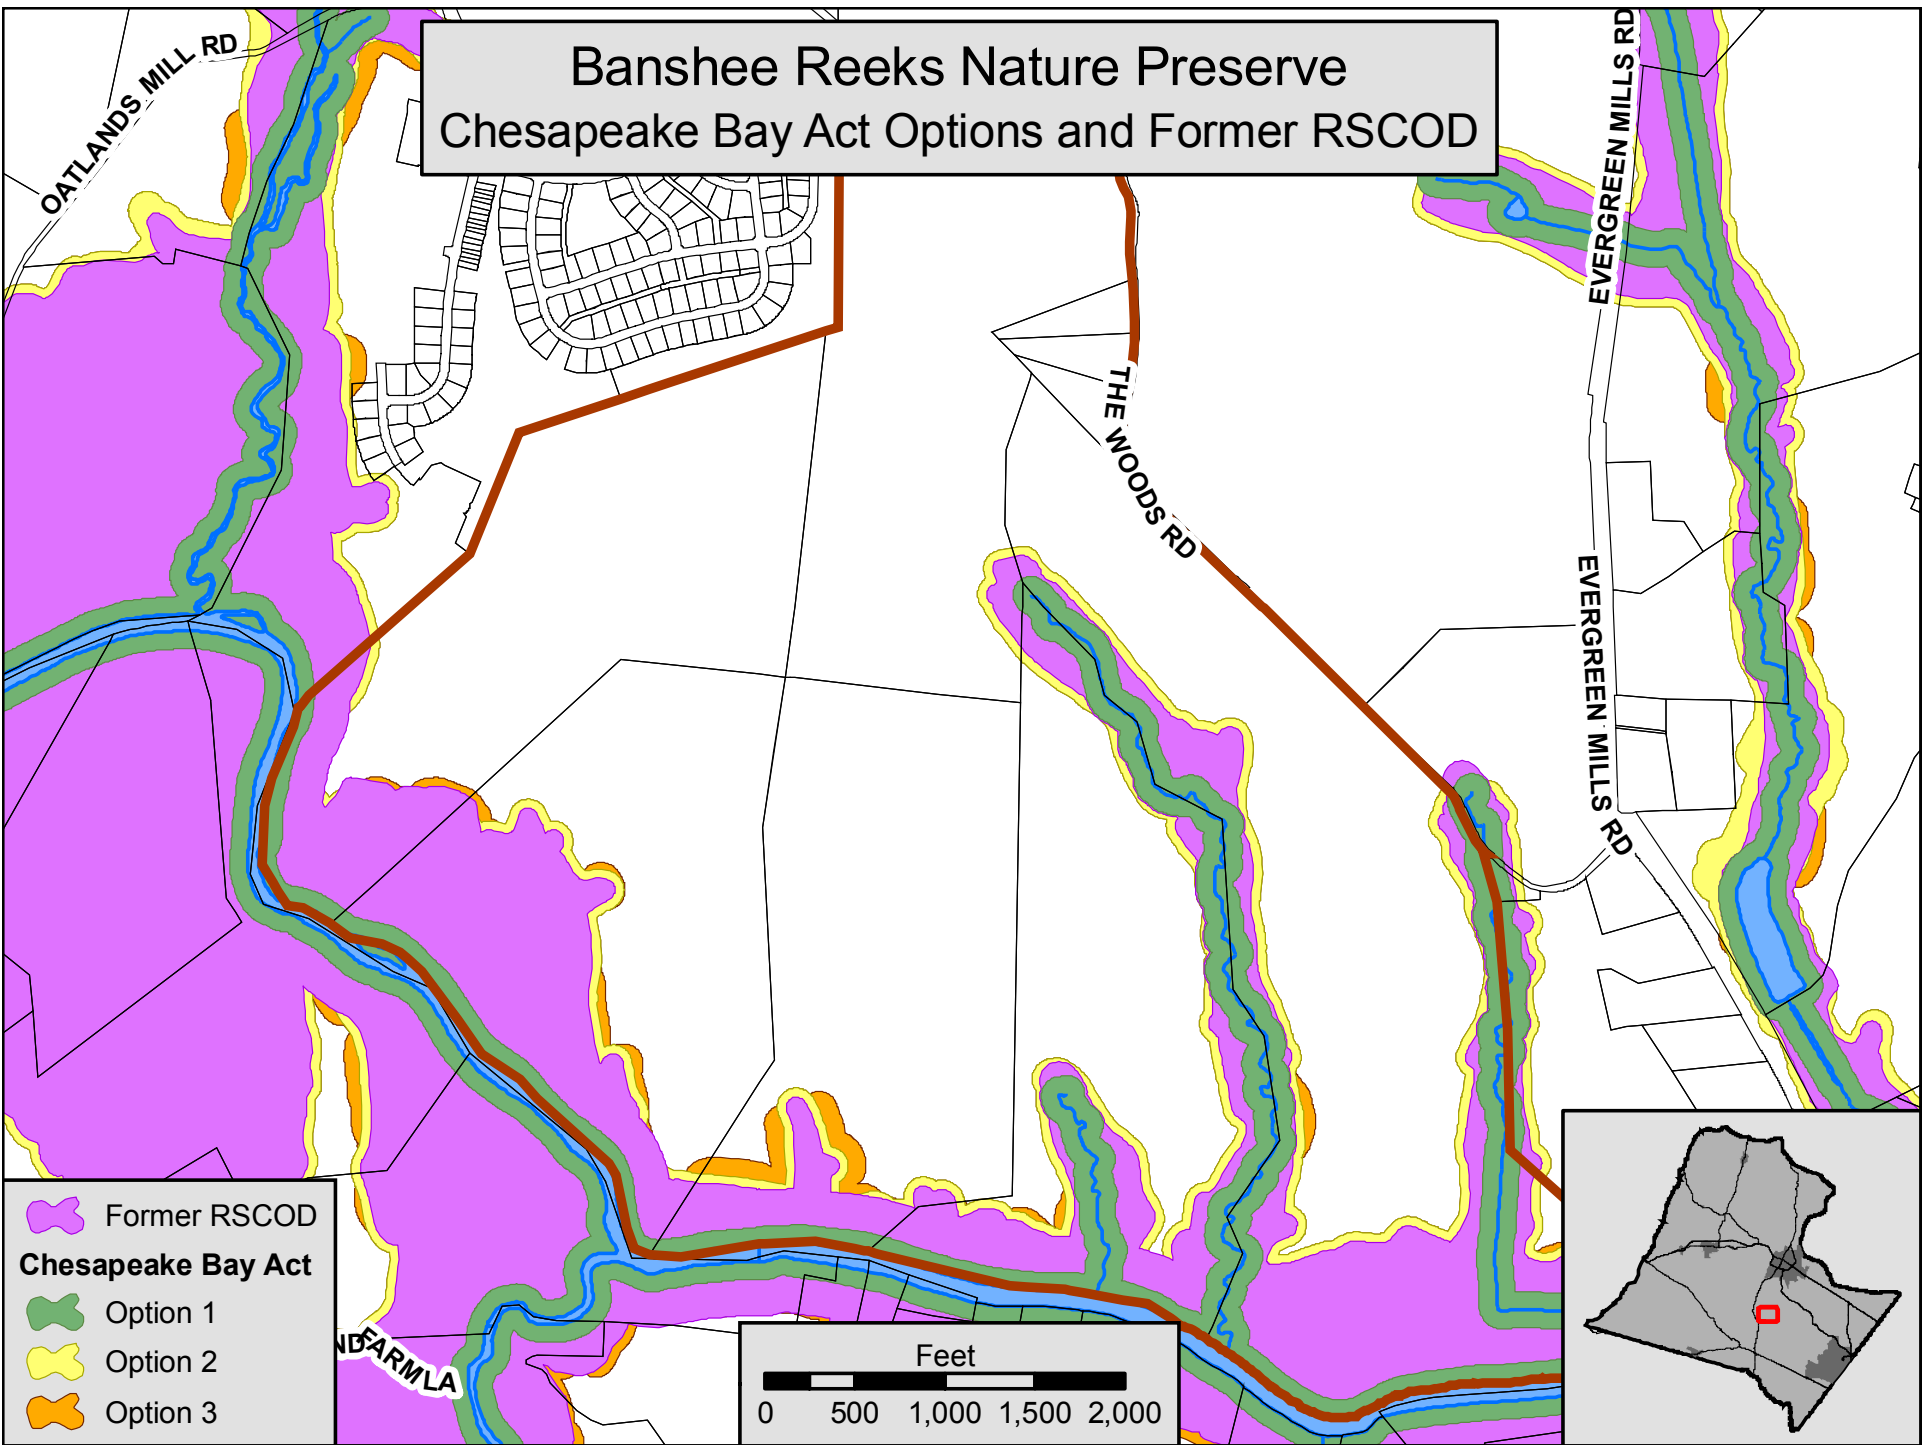 Banshee Reeks Nature Preserve
Chesapeake Bay Act Options and Former RSCOD
OATLANDS MILL RD
EVERGREEN MILLS RD
THE WOODS RD
EVERGREEN MILLS RD
Former RSCOD
Chesapeake Bay Act
Option 1
Option 2
Option 3
ND
FARM LA
Feet
0 500 1,000 1,500 2,000